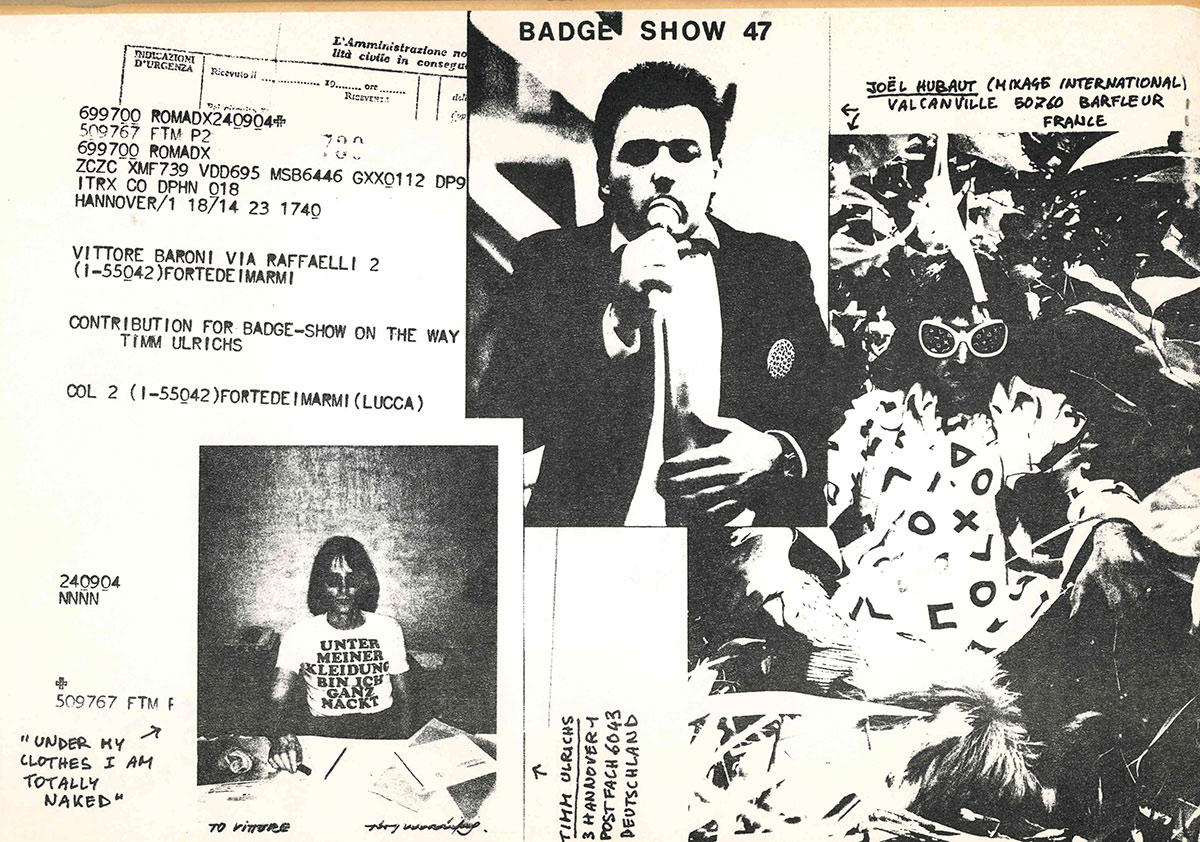 BADGE SHOW 47
L'Amministrazione no
lità civile in consegue
INDICAZIONI
D'URGENZA
Ricevuto il ........ 19...... ore ........
RICEVENTE
699700 ROMADX240904
509767 FTM P2
699700 ROMADX
ZCZC XMF739 VDD695 MSB6446 GXX0112 DP9
ITRX CO DPHN 018
HANNOVER/1 18/14 23 1740
VITTORE BARONI VIA RAFFAELLI 2
(I-55042)FORTEDEIMARMI
CONTRIBUTION FOR BADGE-SHOW ON THE WAY
TIMM ULRICHS
COL 2 (I-55042)FORTEDEIMARMI(LUCCA)
240904
NNNN
509767 FTM P
"UNDER MY
CLOTHES I AM
TOTALLY
NAKED"
UNTER
MEINER
KLEIDUNG
BIN ICH
GANZ
NACKT
TO VITTORE
TIMM ULRICHS
3 HANNOVER 1
POSTFACH 6043
DEUTSCHLAND
JOËL HUBAUT (MIXAGE INTERNATIONAL)
VALCANVILLE 50760 BARFLEUR
FRANCE